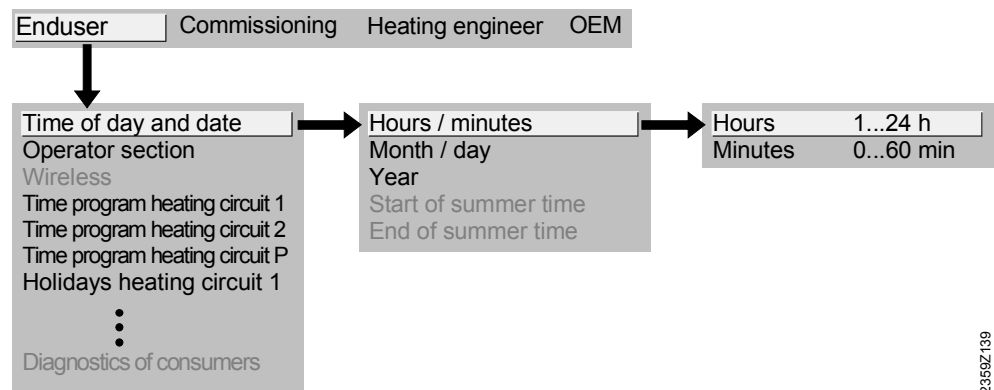 Enduser Commissioning Heating engineer OEM
Time of day and date
Operator section
Wireless
Time program heating circuit 1
Time program heating circuit 2
Time program heating circuit P
Holidays heating circuit 1
Diagnostics of consumers
Hours / minutes
Month / day
Year
Start of summer time
End of summer time
Hours 1...24 h
Minutes 0...60 min
2359Z139